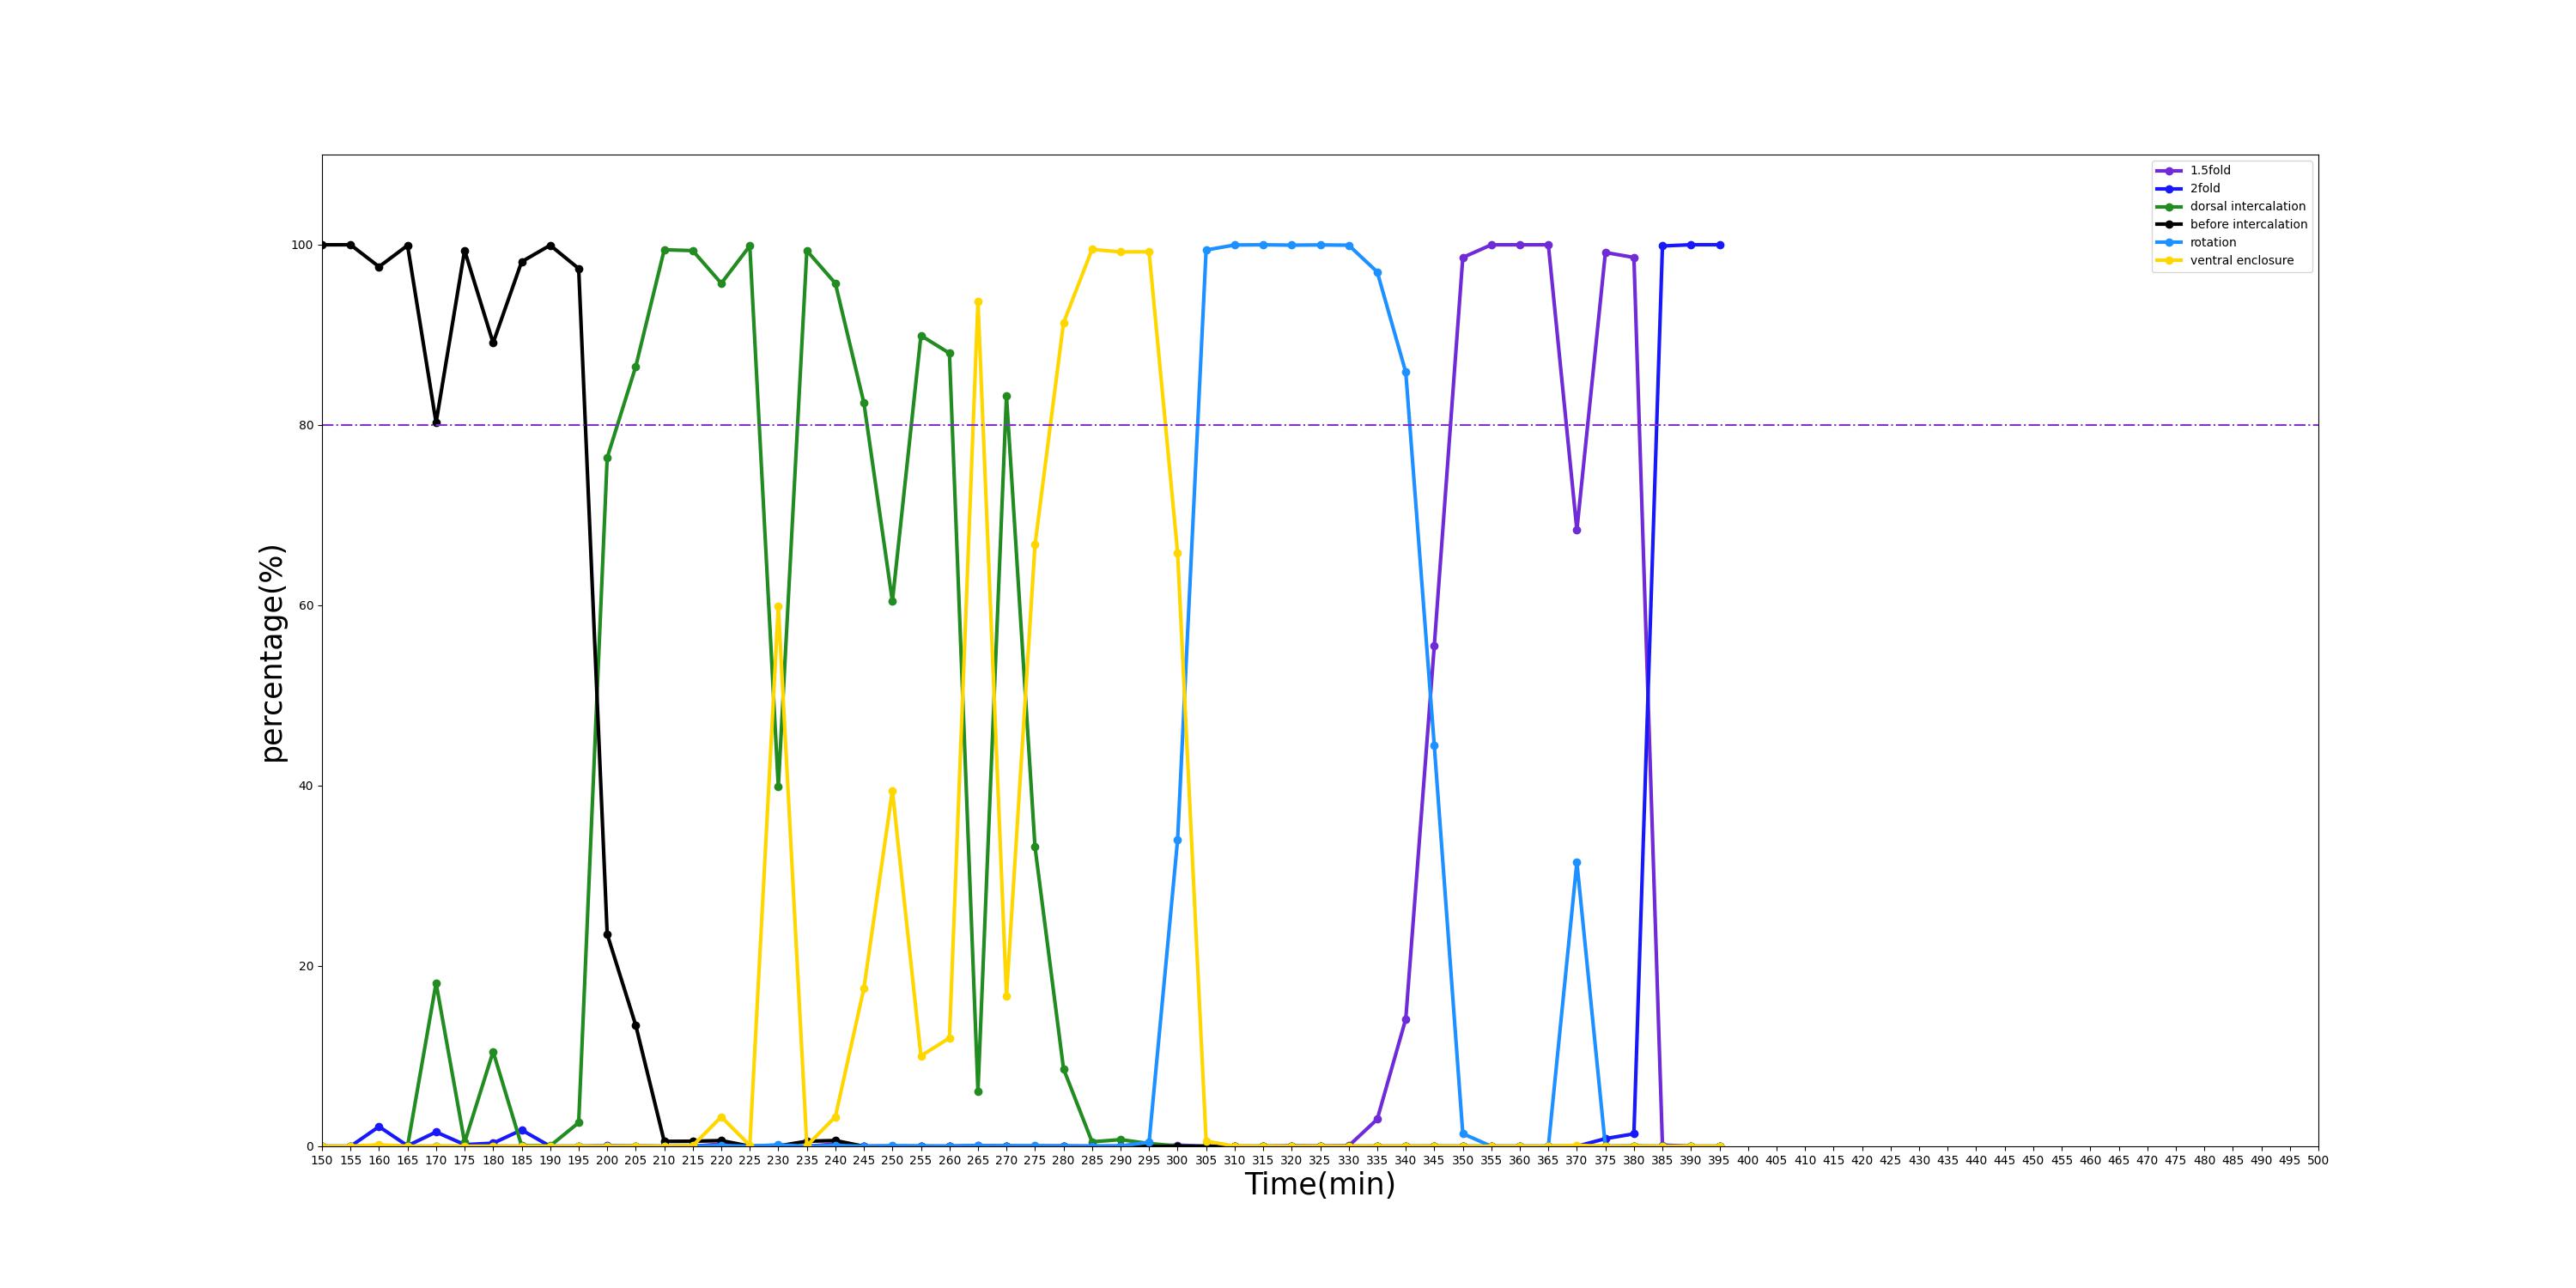 1.5fold
2fold
dorsal intercalation
before intercalation
rotation
ventral enclosure
100
80
60
40
20
0
percentage(%)
150 155 160 165 170 175 180 185 190 195 200 205 210 215 220 225 230 235 240 245 250 255 260 265 270 275 280 285 290 295 300 305 310 315 320 325 330 335 340 345 350 355 360 365 370 375 380 385 390 395 400 405 410 415 420 425 430 435 440 445 450 455 460 465 470 475 480 485 490 495 500
Time(min)